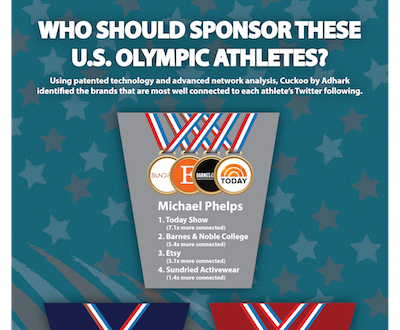 WHO SHOULD SPONSOR THESE
U.S. OLYMPIC ATHLETES?
Using patented technology and advanced network analysis, Cuckoo by Adhark
identified the brands that are most well connected to each athlete's Twitter following.
E
BARNES &
TODAY
Michael Phelps
1. Today Show
(7.1x more connected)
2. Barnes & Noble College
(5.4x more connected)
3. Etsy
(3.1x more connected)
4. Sundried Activewear
(1.4x more connected)